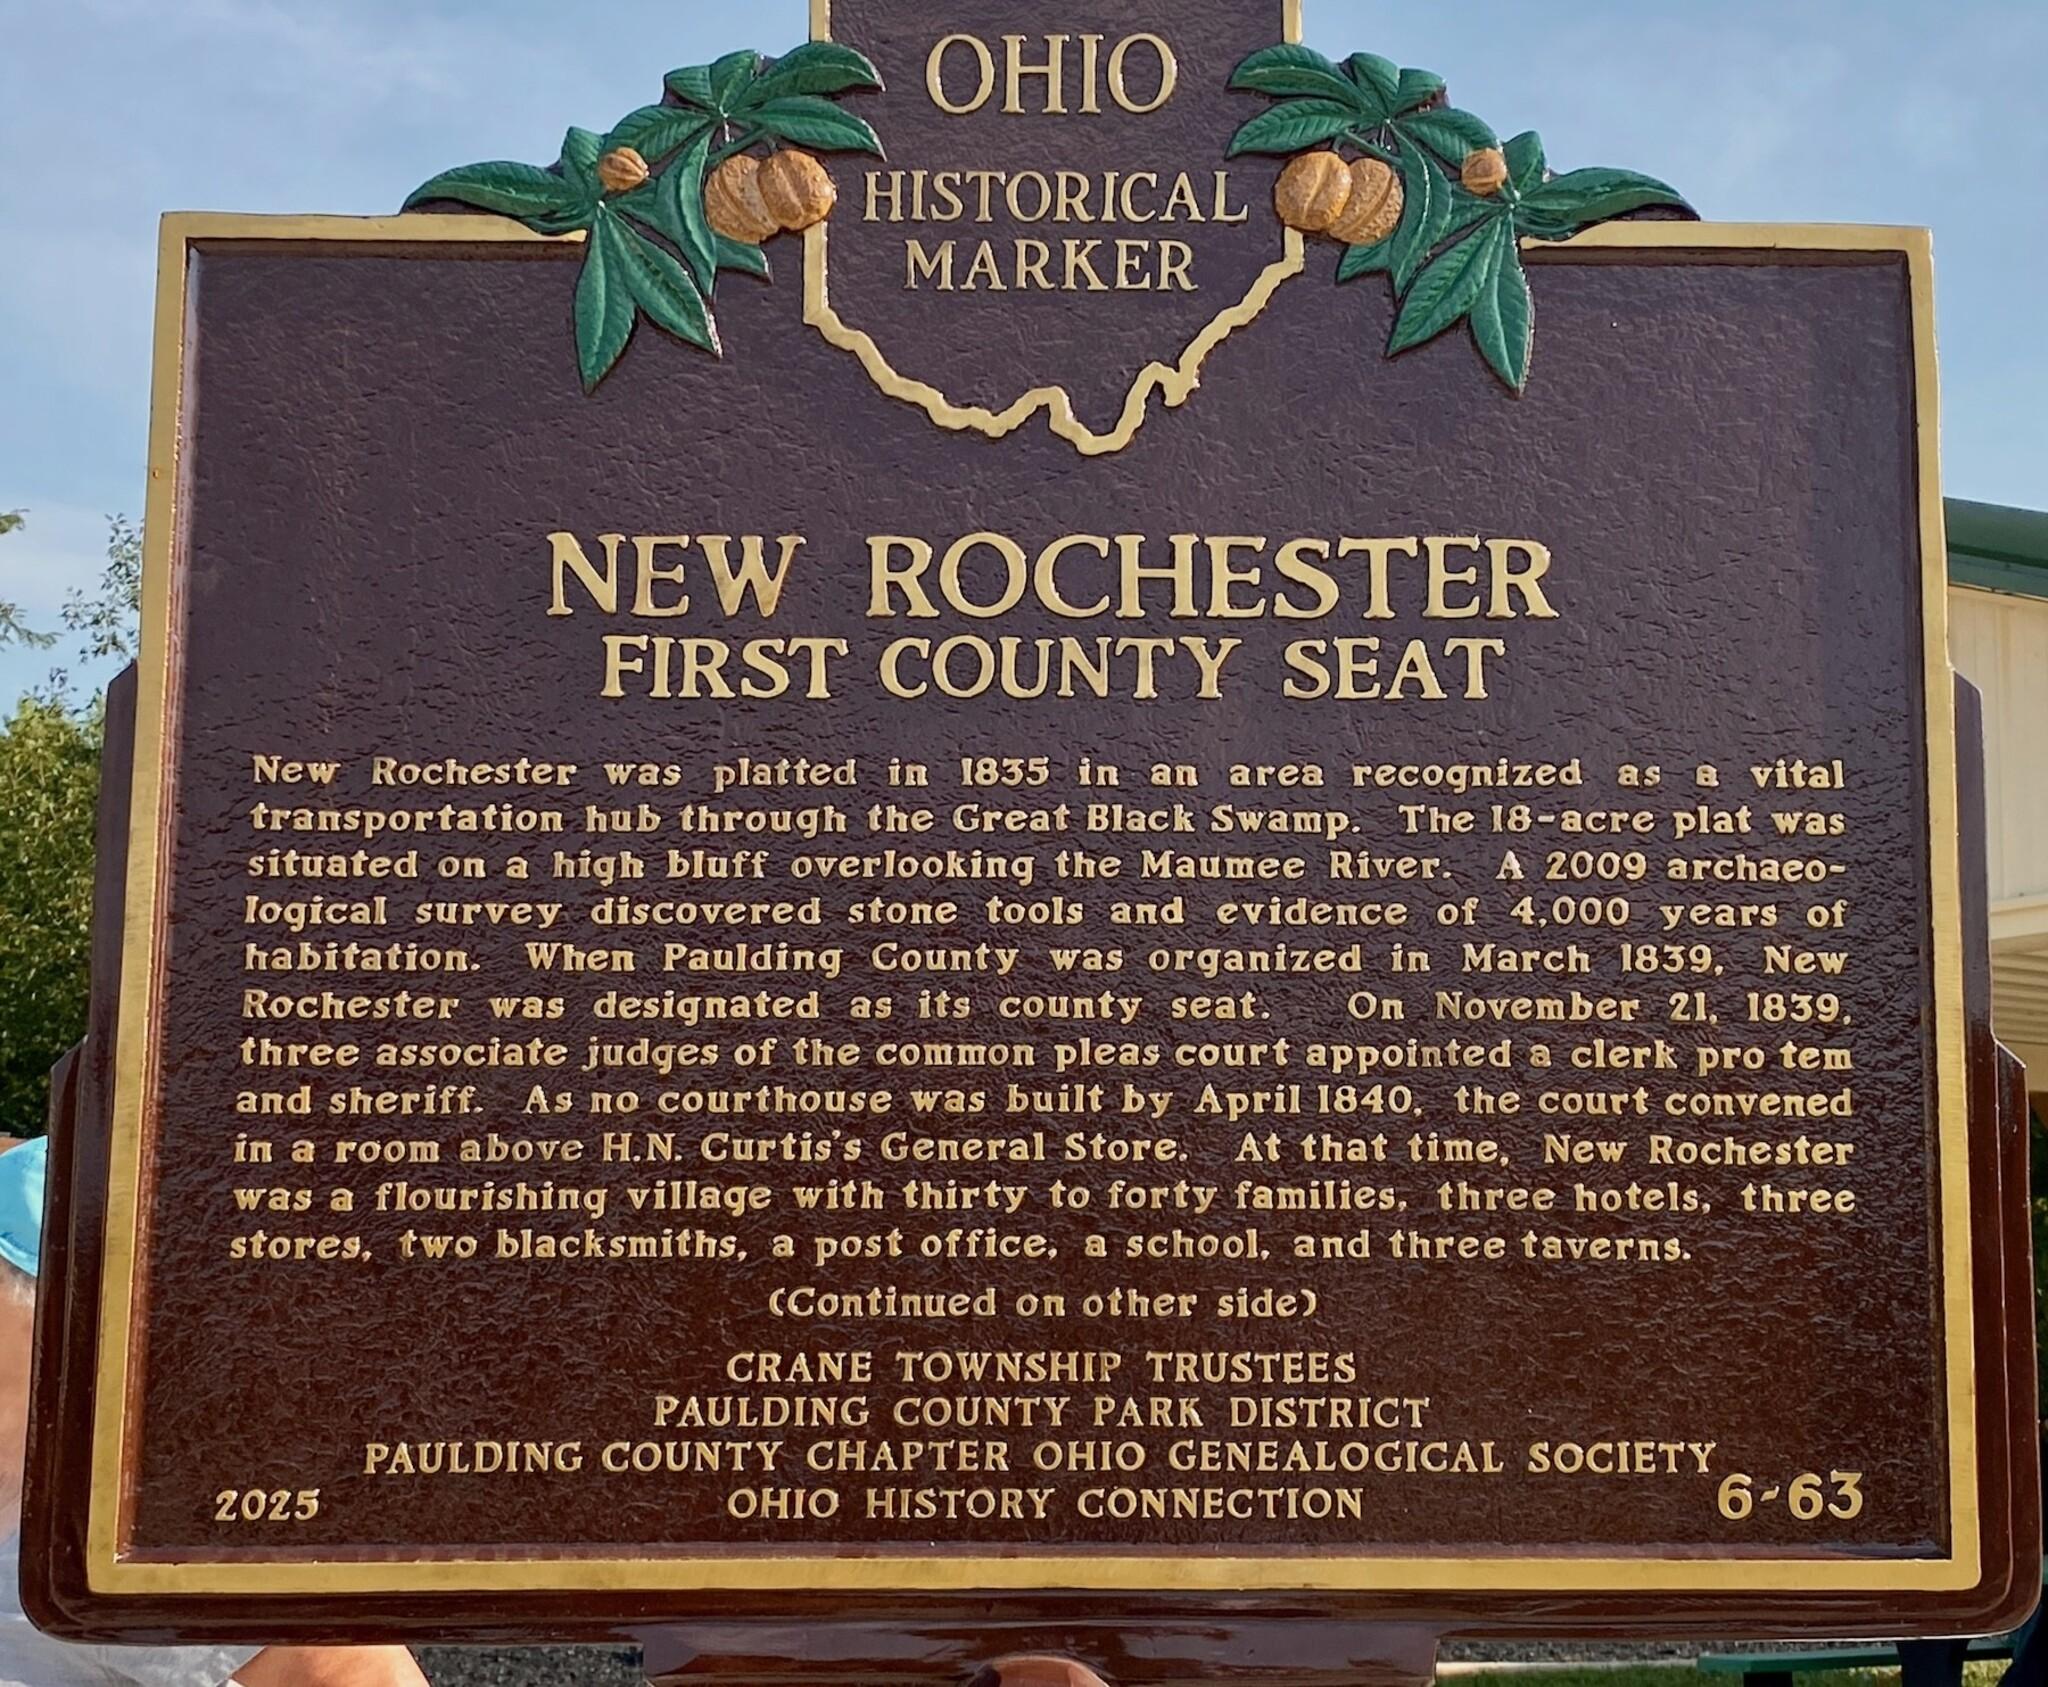 OHIO
HISTORICAL
MARKER
NEW ROCHESTER
FIRST COUNTY SEAT
New Rochester was platted in 1835 in an area recognized as a vital
transportation hub through the Great Black Swamp. The 18-acre plat was
situated on a high bluff overlooking the Maumee River. A 2009 archaeo-
logical survey discovered stone tools and evidence of 4,000 years of
habitation. When Paulding County was organized in March 1839, New
Rochester was designated as its county seat. On November 21, 1839,
three associate judges of the common pleas court appointed a clerk pro tem
and sheriff. As no courthouse was built by April 1840, the court convened
in a room above H.N. Curtis's General Store. At that time, New Rochester
was a flourishing village with thirty to forty families, three hotels, three
stores, two blacksmiths, a post office, a school, and three taverns.
(Continued on other side)
CRANE TOWNSHIP TRUSTEES
PAULDING COUNTY PARK DISTRICT
PAULDING COUNTY CHAPTER OHIO GENEALOGICAL SOCIETY
OHIO HISTORY CONNECTION
2025
6-63